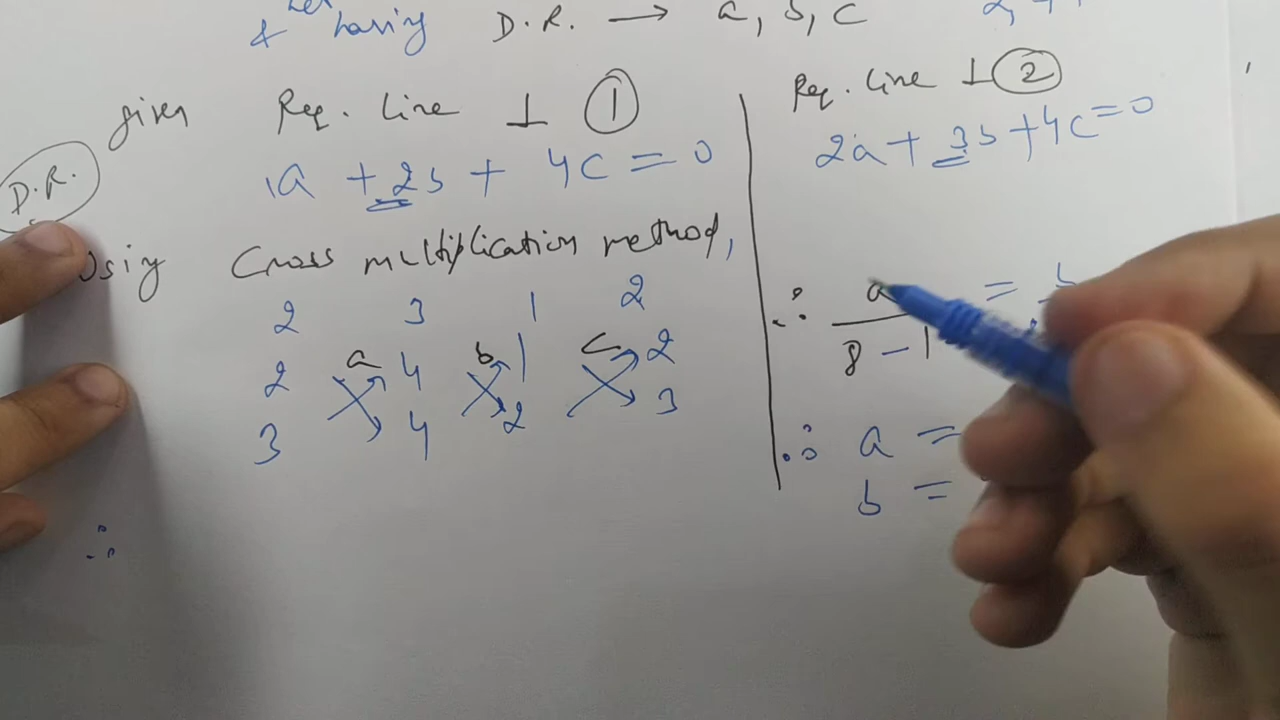 & having D.R. → a, b, c 2,
given Req. line ⊥ ①
Req. line ⊥ ②
D.R.
1a + 2b + 4c = 0
2a + 3b + 4c = 0
Using Cross multiplication method,
2 3 1 2
2 a 4 b 1 c 2
3 4 2 3
∴ a = b
8 - 1
∴ a =
b =
∴